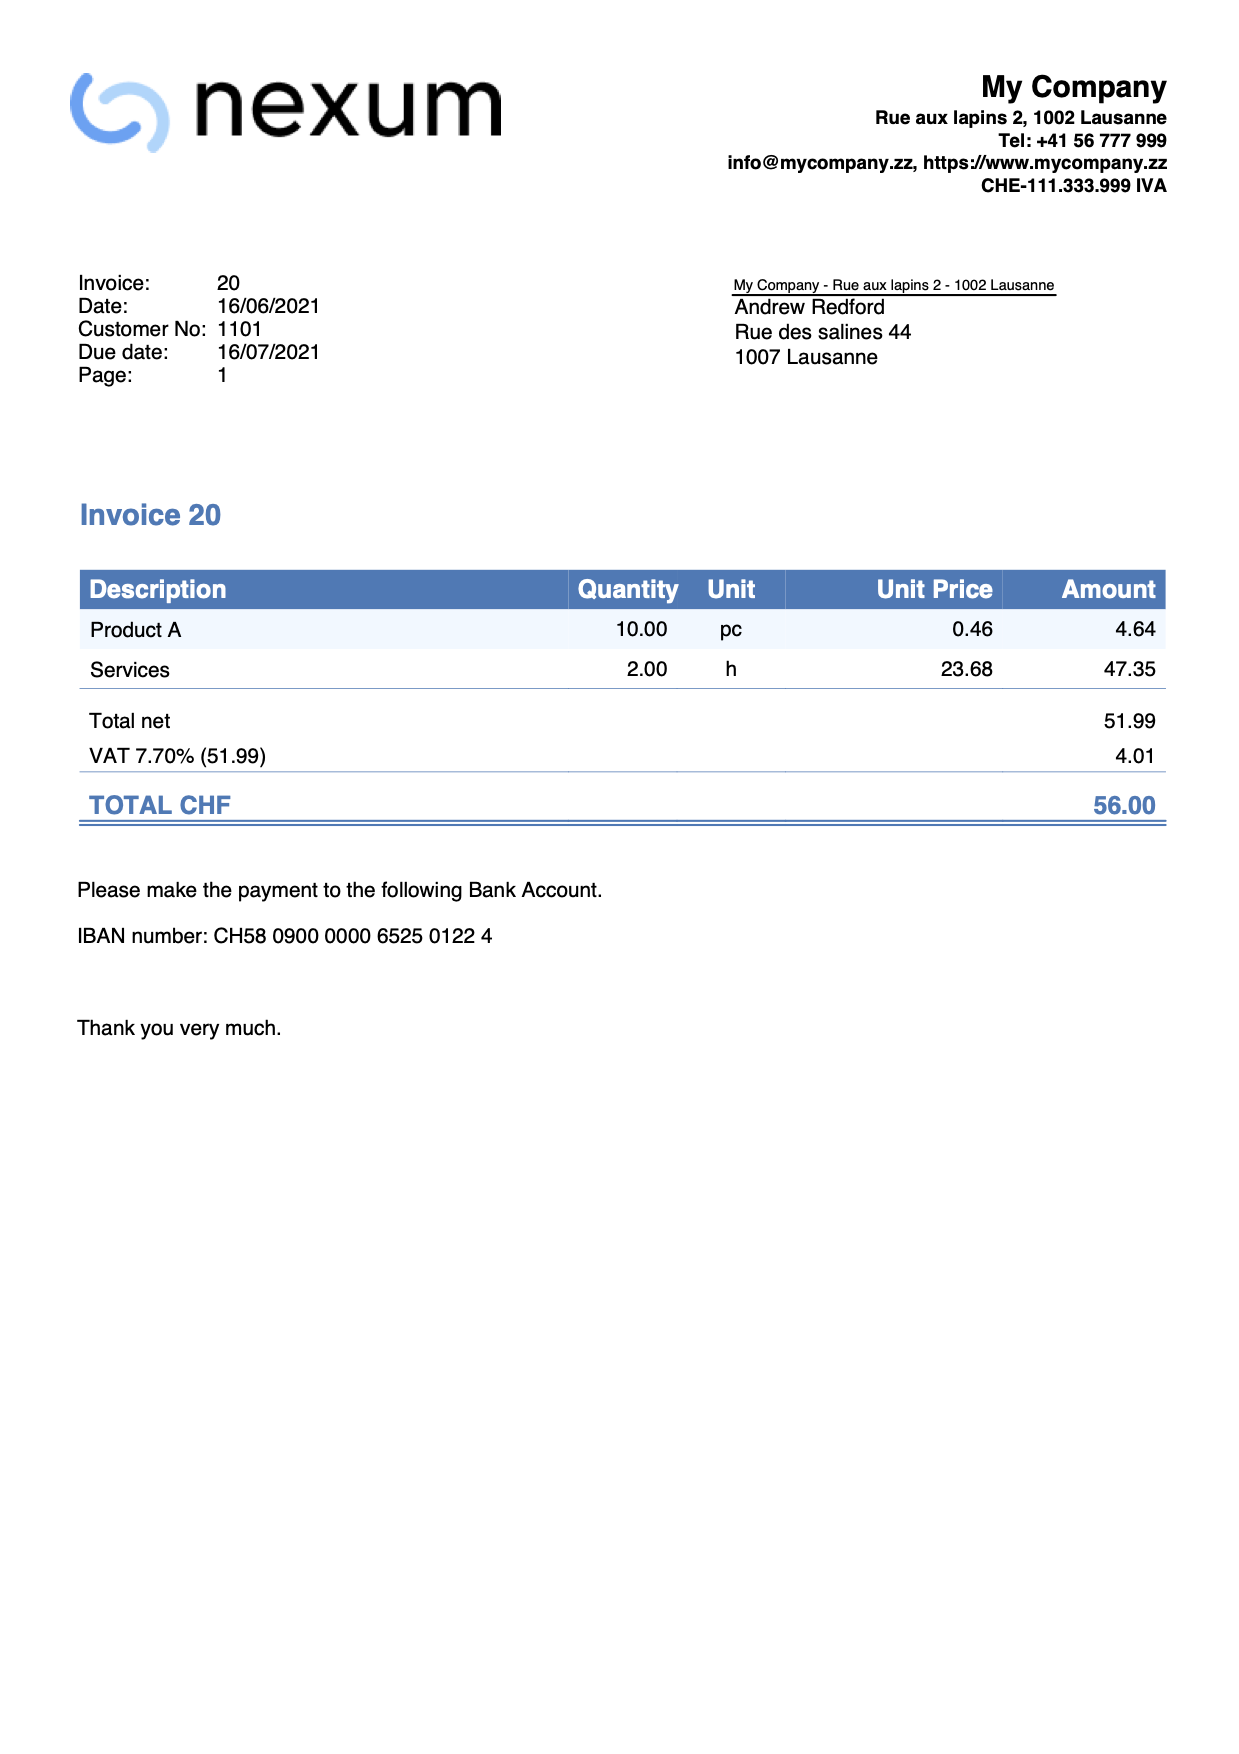 nexum
My Company
Rue aux lapins 2, 1002 Lausanne
Tel: +41 56 777 999
info@mycompany.zz, https://www.mycompany.zz
CHE-111.333.999 IVA
Invoice: 20
Date: 16/06/2021
Customer No: 1101
Due date: 16/07/2021
Page: 1
My Company - Rue aux lapins 2 - 1002 Lausanne
Andrew Redford
Rue des salines 44
1007 Lausanne
Invoice 20
Description Quantity Unit Unit Price Amount
Product A 10.00 pc 0.46 4.64
Services 2.00 h 23.68 47.35
Total net 51.99
VAT 7.70% (51.99) 4.01
TOTAL CHF 56.00
Please make the payment to the following Bank Account.
IBAN number: CH58 0900 0000 6525 0122 4
Thank you very much.